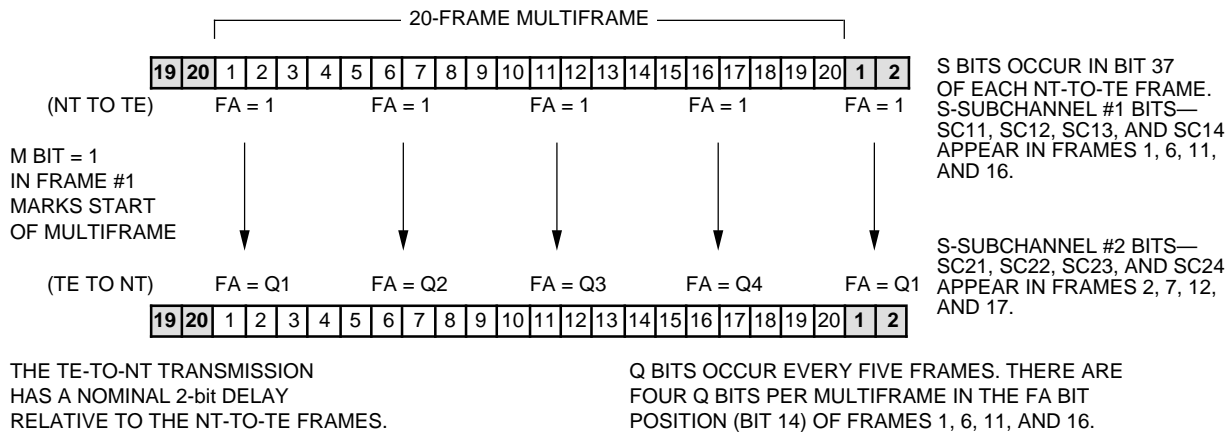 20-FRAME MULTIFRAME
19 20 1 2 3 4 5 6 7 8 9 10 11 12 13 14 15 16 17 18 19 20 1 2
(NT TO TE) FA = 1 FA = 1 FA = 1 FA = 1 FA = 1
S BITS OCCUR IN BIT 37
OF EACH NT-TO-TE FRAME.
S-SUBCHANNEL #1 BITS—
SC11, SC12, SC13, AND SC14
APPEAR IN FRAMES 1, 6, 11,
AND 16.
M BIT = 1
IN FRAME #1
MARKS START
OF MULTIFRAME
S-SUBCHANNEL #2 BITS—
SC21, SC22, SC23, AND SC24
APPEAR IN FRAMES 2, 7, 12,
AND 17.
(TE TO NT) FA = Q1 FA = Q2 FA = Q3 FA = Q4 FA = Q1
19 20 1 2 3 4 5 6 7 8 9 10 11 12 13 14 15 16 17 18 19 20 1 2
THE TE-TO-NT TRANSMISSION
HAS A NOMINAL 2-bit DELAY
RELATIVE TO THE NT-TO-TE FRAMES.
Q BITS OCCUR EVERY FIVE FRAMES. THERE ARE
FOUR Q BITS PER MULTIFRAME IN THE FA BIT
POSITION (BIT 14) OF FRAMES 1, 6, 11, AND 16.